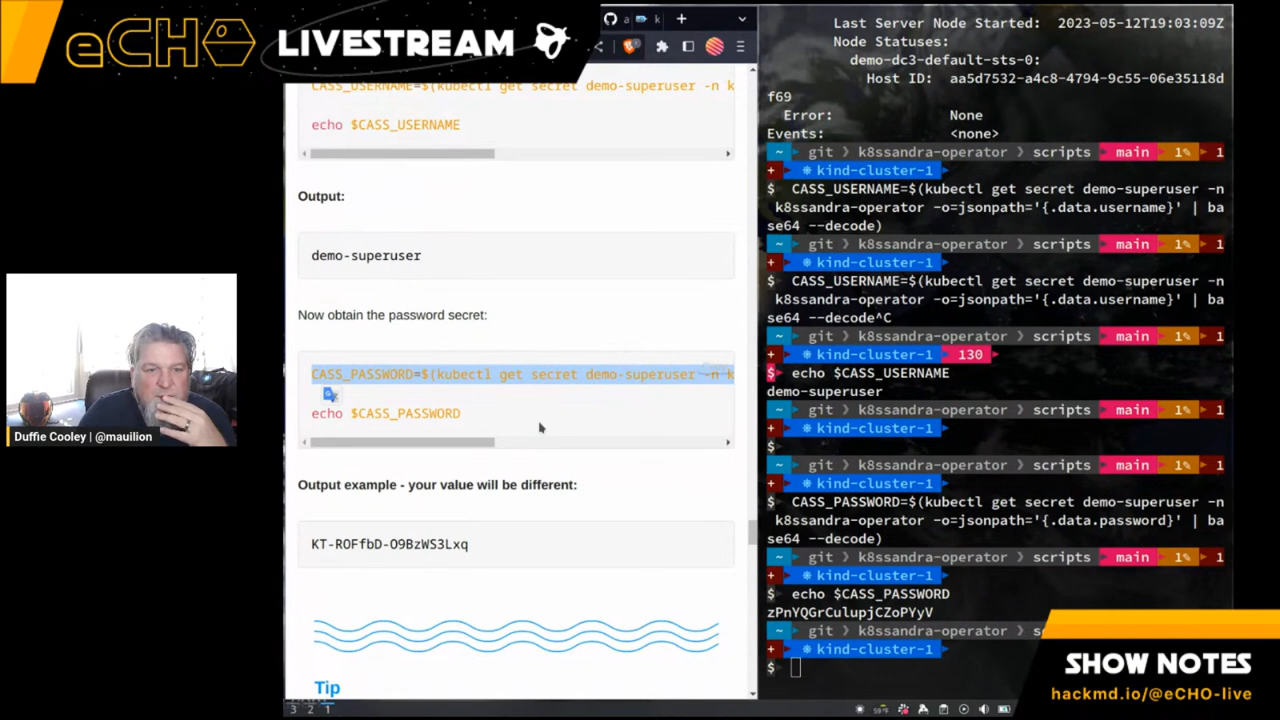 eCHO
LIVESTREAM
CASS_USERNAME=$(kubectl get secret demo-superuser -n k
echo $CASS_USERNAME
Output:
demo-superuser
Now obtain the password secret:
CASS_PASSWORD=$(kubectl get secret demo-superuser -n k
echo $CASS_PASSWORD
Output example - your value will be different:
KT-ROFfbD-O9BzWS3Lxq
Tip
3 2 1
Duffie Cooley | @mauilion
Last Server Node Started: 2023-05-12T19:03:09Z
Node Statuses:
demo-dc3-default-sts-0:
Host ID: aa5d7532-a4c8-4794-9c55-06e35118d
f69
Error: None
Events: <none>
~ git k8ssandra-operator scripts main 1% 1
+ kind-cluster-1
$ CASS_USERNAME=$(kubectl get secret demo-superuser -n
k8ssandra-operator -o=jsonpath='{.data.username}' | ba
se64 --decode)
~ git k8ssandra-operator scripts main 1% 1
+ kind-cluster-1
$ CASS_USERNAME=$(kubectl get secret demo-superuser -n
k8ssandra-operator -o=jsonpath='{.data.username}' | ba
se64 --decode^C
~ git k8ssandra-operator scripts main 1% 1
+ kind-cluster-1 130
$ echo $CASS_USERNAME
demo-superuser
~ git k8ssandra-operator scripts main 1% 1
+ kind-cluster-1
$
~ git k8ssandra-operator scripts main 1% 1
+ kind-cluster-1
$ CASS_PASSWORD=$(kubectl get secret demo-superuser -n
k8ssandra-operator -o=jsonpath='{.data.password}' | ba
se64 --decode)
~ git k8ssandra-operator scripts main 1% 1
+ kind-cluster-1
$ echo $CASS_PASSWORD
zPnYQGrCulupjCZoPYyV
~ git k8ssandra-operator
+ kind-cluster-1
$
SHOW NOTES
hackmd.io/@eCHO-live